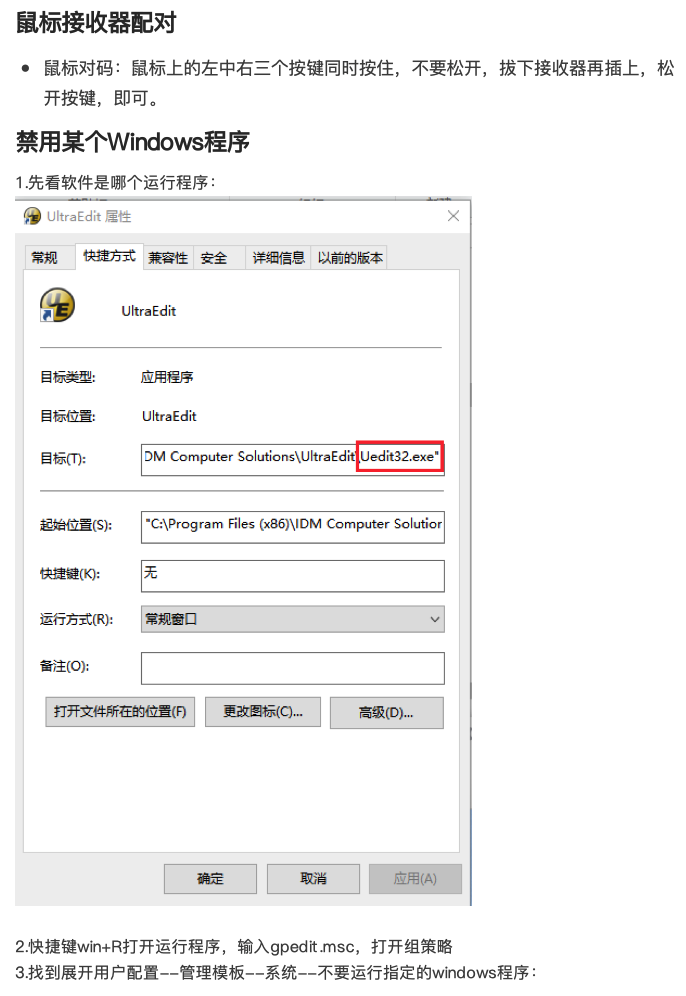 鼠标接收器配对
• 鼠标对码：鼠标上的左中右三个按键同时按住，不要松开，拔下接收器再插上，松
开按键，即可。
禁用某个Windows程序
1.先看软件是哪个运行程序：
UltraEdit 属性
常规 快捷方式 兼容性 安全 详细信息 以前的版本
UltraEdit
目标类型: 应用程序
目标位置: UltraEdit
目标(T): DM Computer Solutions\UltraEdit\Uedit32.exe"
起始位置(S): "C:\Program Files (x86)\IDM Computer Solution
快捷键(K): 无
运行方式(R): 常规窗口
备注(O):
打开文件所在的位置(F) 更改图标(C)... 高级(D)...
确定 取消 应用(A)
2.快捷键win+R打开运行程序，输入gpedit.msc，打开组策略
3.找到展开用户配置--管理模板--系统--不要运行指定的windows程序：